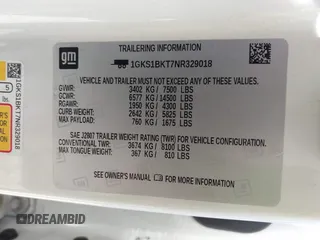 gm
TRAILERING INFORMATION
1GKS1BKT7NR329018
VEHICLE AND TRAILER MUST NOT EXCEED ANY OF THESE VALUES:
GVWR: 3402 KG / 7500 LBS
GCWR: 6577 KG / 14500 LBS
RGAWR: 1950 KG / 4300 LBS
CURB WEIGHT: 2642 KG / 5825 LBS
MAX PAYLOAD: 760 KG / 1675 LBS
SAE J2807 TRAILER WEIGHT RATING (TWR) FOR VEHICLE CONFIGURATION.
CONVENTIONAL TWR: 3674 KG / 8100 LBS
MAX TONGUE WEIGHT: 367 KG / 810 LBS
SEE OWNER'S MANUAL FOR MORE INFORMATION
5
lbs.
1GKS1BKT7NR329018
DREAMBID